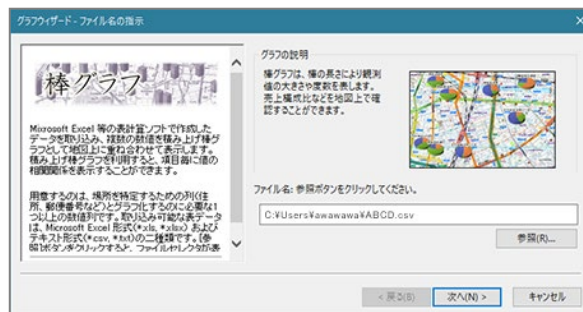 グラフウィザード - ファイル名の指示
棒グラフ
Microsoft Excel 等の表計算ソフトで作成した
データを取り込み、複数の数値を積み上げ棒グ
ラフとして地図上に重ね合わせて表示します。
積み上げ棒グラフを利用すると、項目毎に値の
相関関係を表示することができます。
用意するのは、場所を特定するための列(住
所、郵便番号など)とグラフ化するのに必要な1
つ以上の数値列です。取り込み可能な表データ
は、Microsoft Excel 形式(*.xls, *.xlsx) および
テキスト形式(*.csv, *.txt)の二種類です。[参
照]ボタンをクリックすると、ファイルセレクタが表
グラフの説明
棒グラフは、棒の長さにより観測
値の大きさや度数を表します。
売上構成比などを地図上で確
認することができます。
ファイル名: 参照ボタンをクリックしてください。
C:¥Users¥awawawa¥ABCD.csv
参照(R)...
< 戻る(B)
次へ(N) >
キャンセル